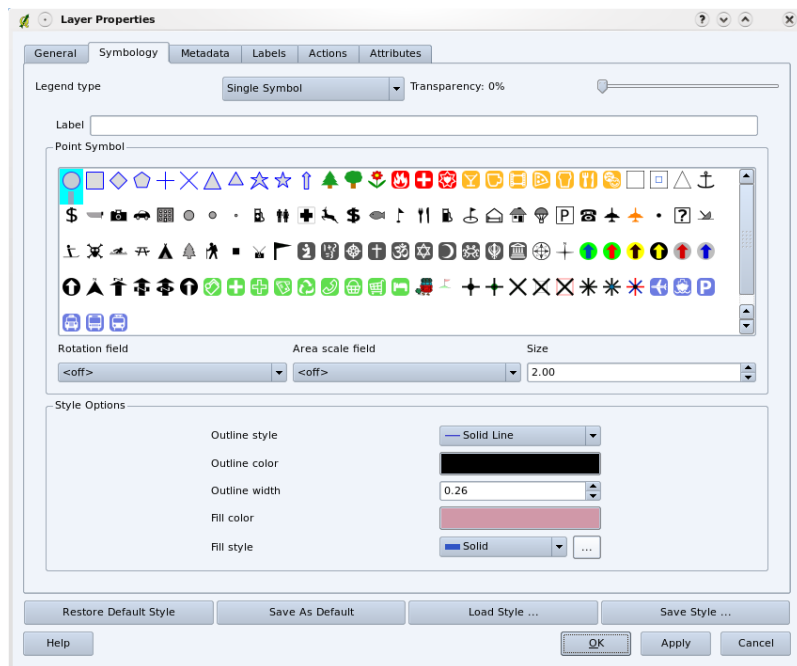 Layer Properties
General Symbology Metadata Labels Actions Attributes
Legend type Single Symbol Transparency: 0%
Label
Point Symbol
Rotation field Area scale field Size
<off> <off> 2.00
Style Options
Outline style Solid Line
Outline color
Outline width 0.26
Fill color
Fill style Solid ...
Restore Default Style Save As Default Load Style ... Save Style ...
Help OK Apply Cancel